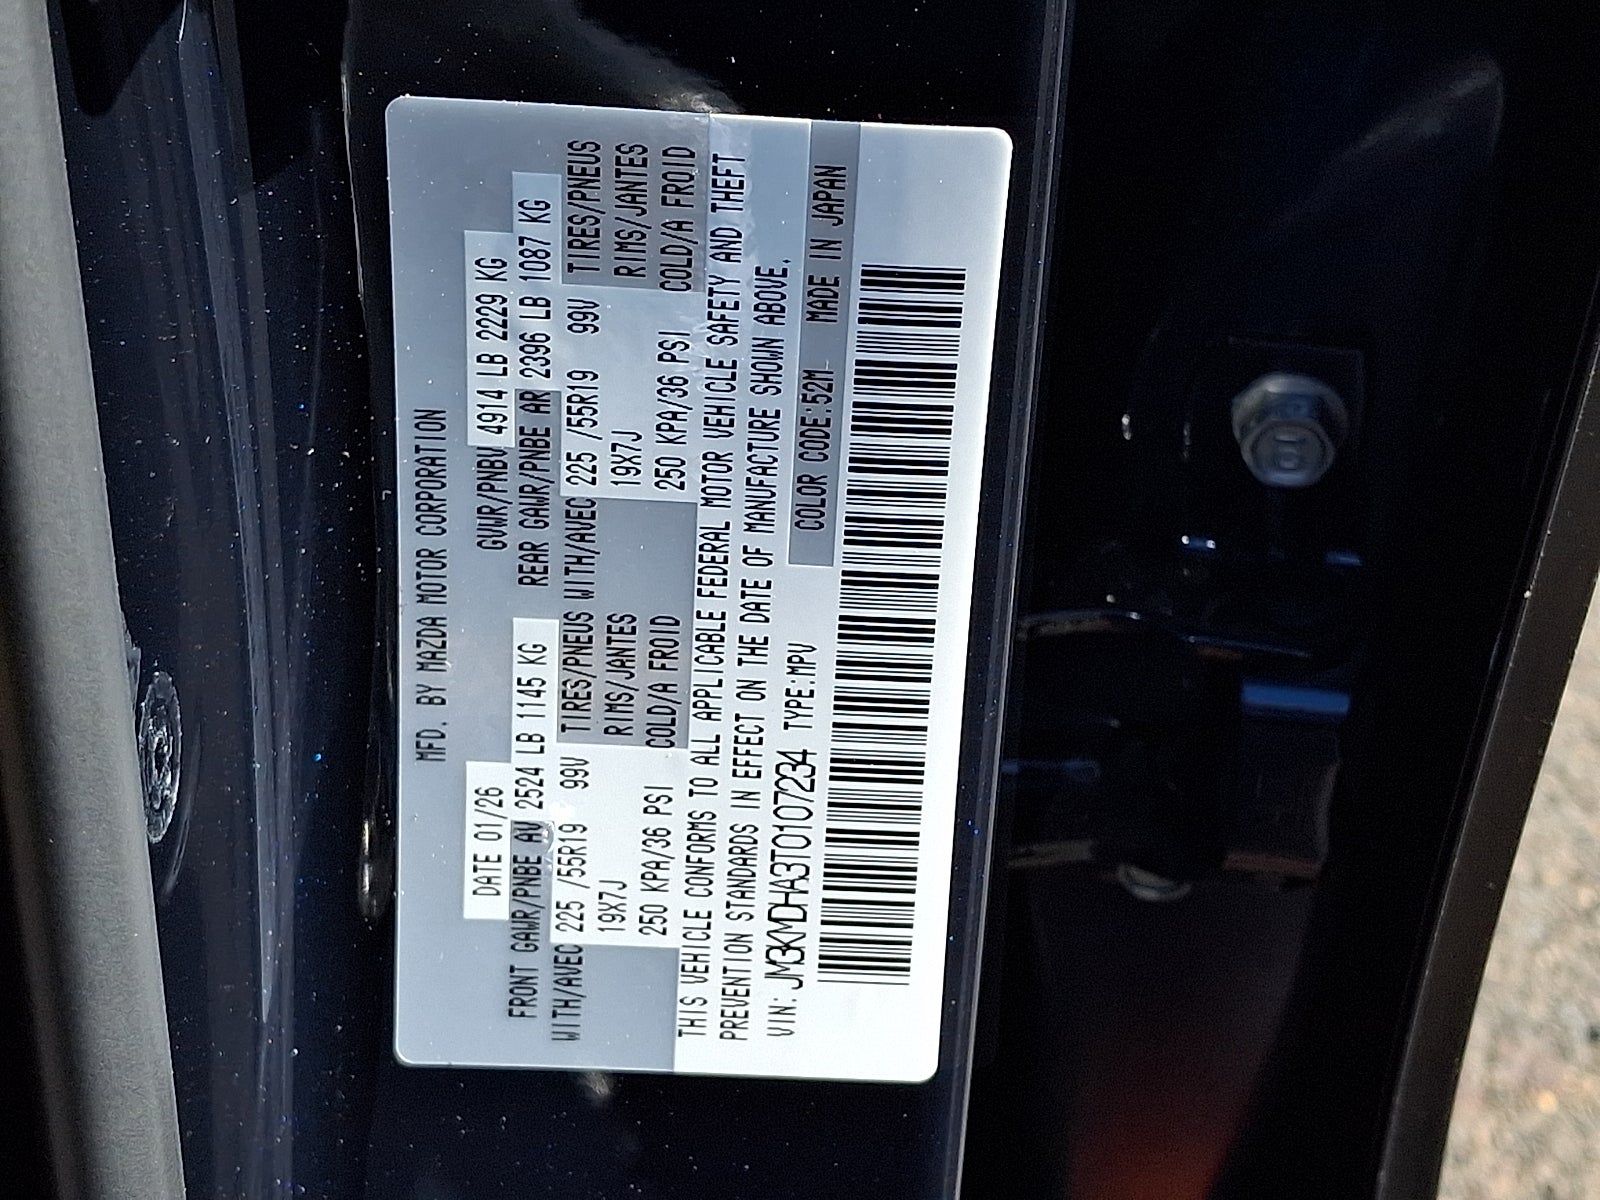 MFD. BY MAZDA MOTOR CORPORATION
DATE 01/26 GVWR/PNBV 4914 LB 2229 KG
FRONT GAWR/PNBE AV 2524 LB 1145 KG REAR GAWR/PNBE AR 2396 LB 1087 KG
WITH/AVEC 225 /55R19 99V TIRES/PNEUS WITH/AVEC 225 /55R19 99V TIRES/PNEUS
19X7J RIMS/JANTES 19X7J RIMS/JANTES
250 KPA/36 PSI COLD/A FROID 250 KPA/36 PSI COLD/A FROID
THIS VEHICLE CONFORMS TO ALL APPLICABLE FEDERAL MOTOR VEHICLE SAFETY AND THEFT
PREVENTION STANDARDS IN EFFECT ON THE DATE OF MANUFACTURE SHOWN ABOVE.
VIN: JM3KMDHA3T0107234 TYPE:MPV COLOR CODE:52M MADE IN JAPAN